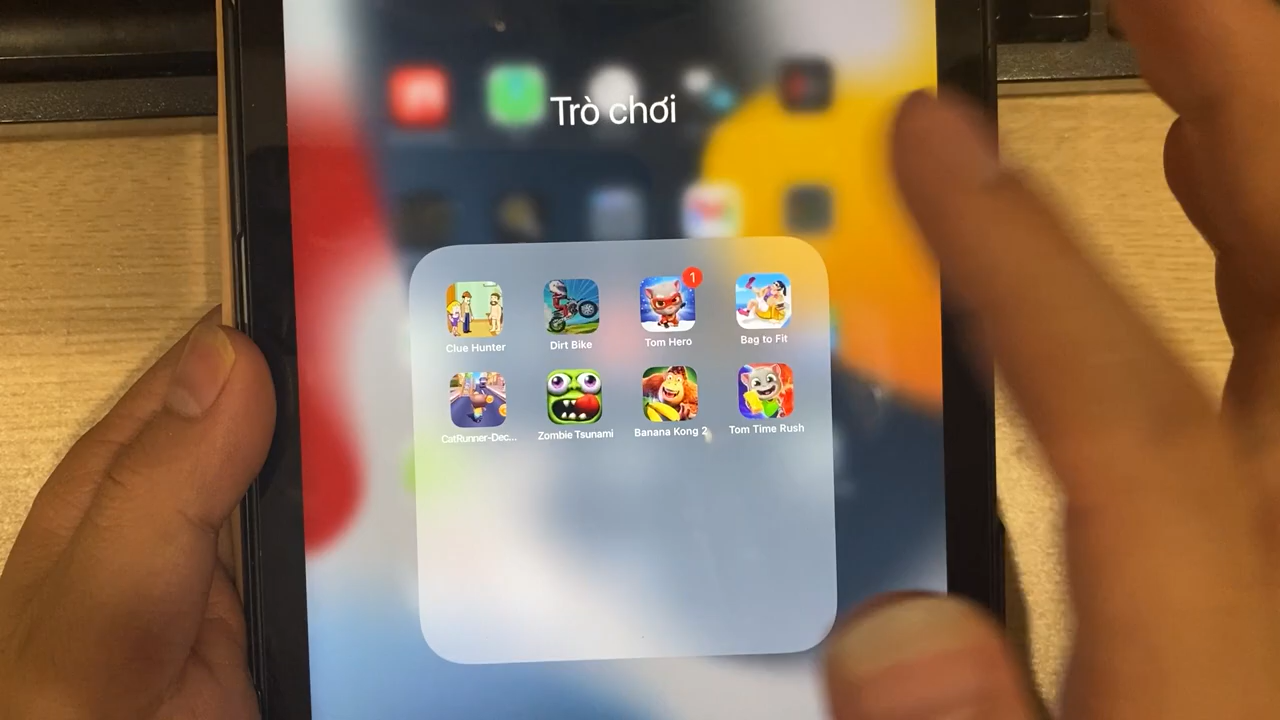 Trò chơi
1
Clue Hunter
Dirt Bike
Tom Hero
Bag to Fit
CatRunner-Dec...
Zombie Tsunami
Banana Kong 2
Tom Time Rush